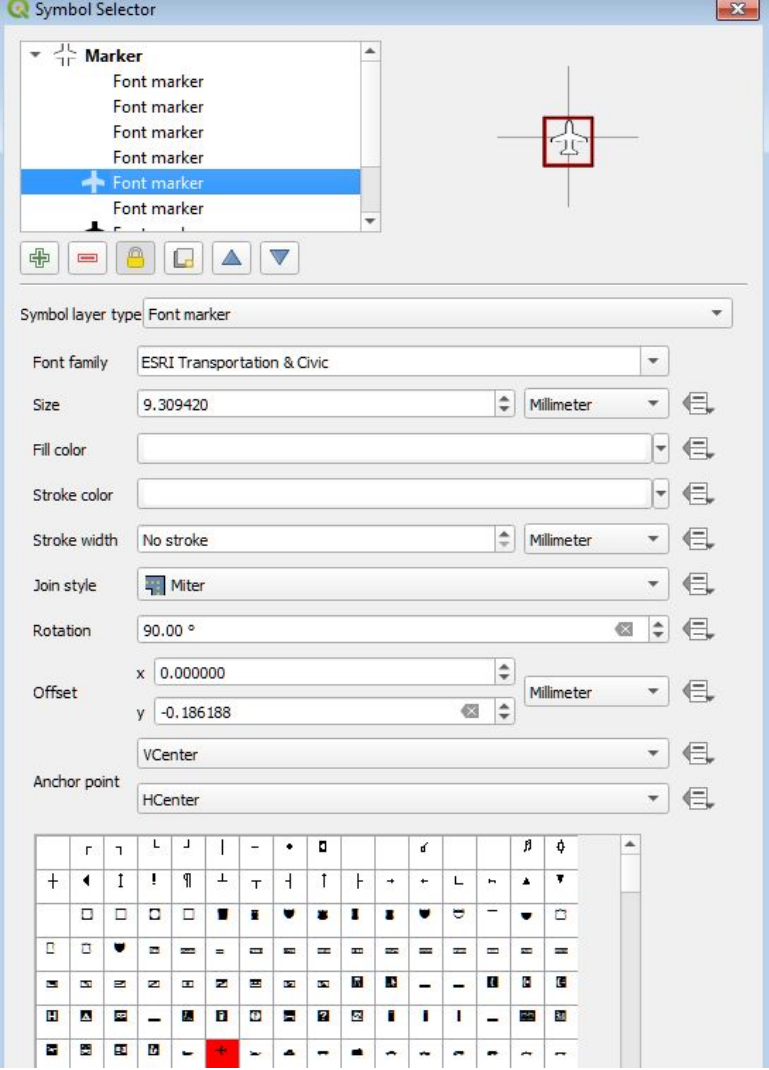 Symbol Selector
Marker
Font marker
Font marker
Font marker
Font marker
Font marker
Font marker
Symbol layer type Font marker
Font family ESRI Transportation & Civic
Size 9.309420 Millimeter
Fill color
Stroke color
Stroke width No stroke Millimeter
Join style Miter
Rotation 90.00 °
Offset x 0.000000 Millimeter
y -0.186188
Anchor point VCenter
HCenter